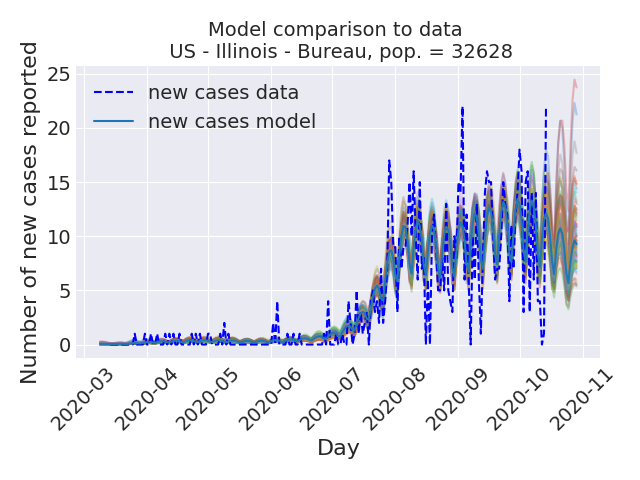 Model comparison to data
US - Illinois - Bureau, pop. = 32628
Number of new cases reported
25
20
15
10
5
0
new cases data
new cases model
2020-03
2020-04
2020-05
2020-06
2020-07
2020-08
2020-09
2020-10
2020-11
Day